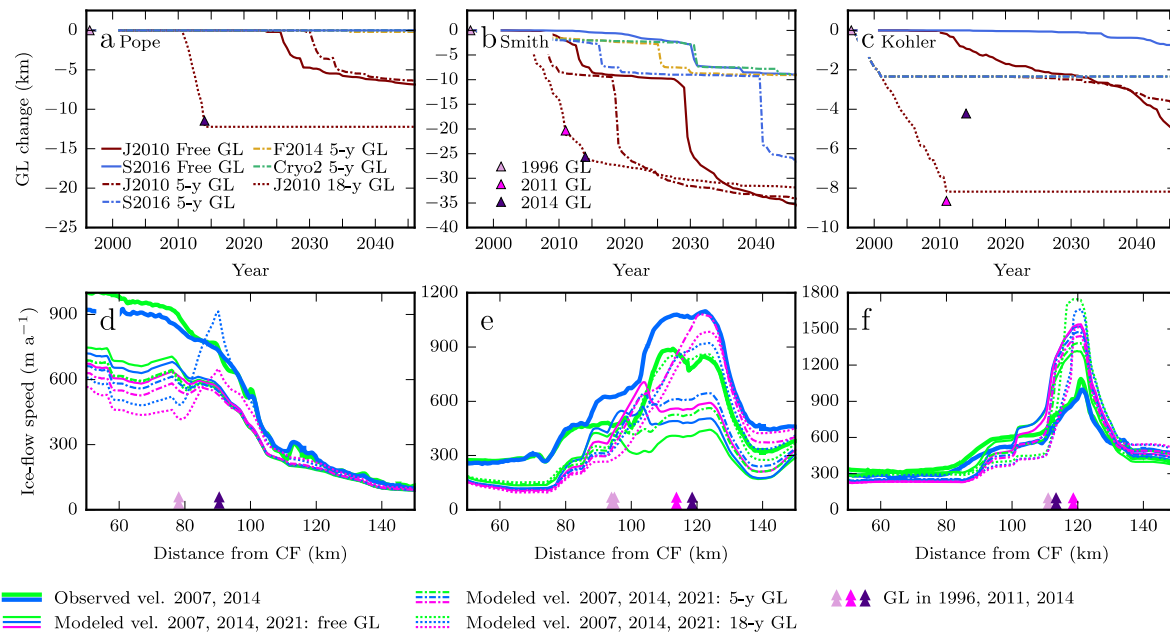 a Pope
b Smith
c Kohler
GL change (km)
0
−5
−10
−15
−20
−25
0
−5
−10
−15
−20
−25
−30
−35
−40
0
−2
−4
−6
−8
−10
J2010 Free GL
S2016 Free GL
J2010 5-y GL
S2016 5-y GL
F2014 5-y GL
Cryo2 5-y GL
J2010 18-y GL
1996 GL
2011 GL
2014 GL
2000 2010 2020 2030 2040
2000 2010 2020 2030 2040
2000 2010 2020 2030 2040
Year
Year
Year
d
e
f
Ice-flow speed (m a⁻¹)
900
600
300
0
1200
900
600
300
0
1800
1500
1200
900
600
300
0
60 80 100 120 140
60 80 100 120 140
60 80 100 120 140
Distance from CF (km)
Distance from CF (km)
Distance from CF (km)
Observed vel. 2007, 2014
Modeled vel. 2007, 2014, 2021: 5-y GL
GL in 1996, 2011, 2014
Modeled vel. 2007, 2014, 2021: free GL
Modeled vel. 2007, 2014, 2021: 18-y GL